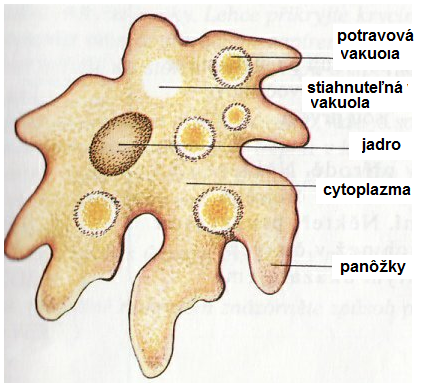 potravová
vakuola
stiahnuteľná
vakuola
jadro
cytoplazma
panôžky